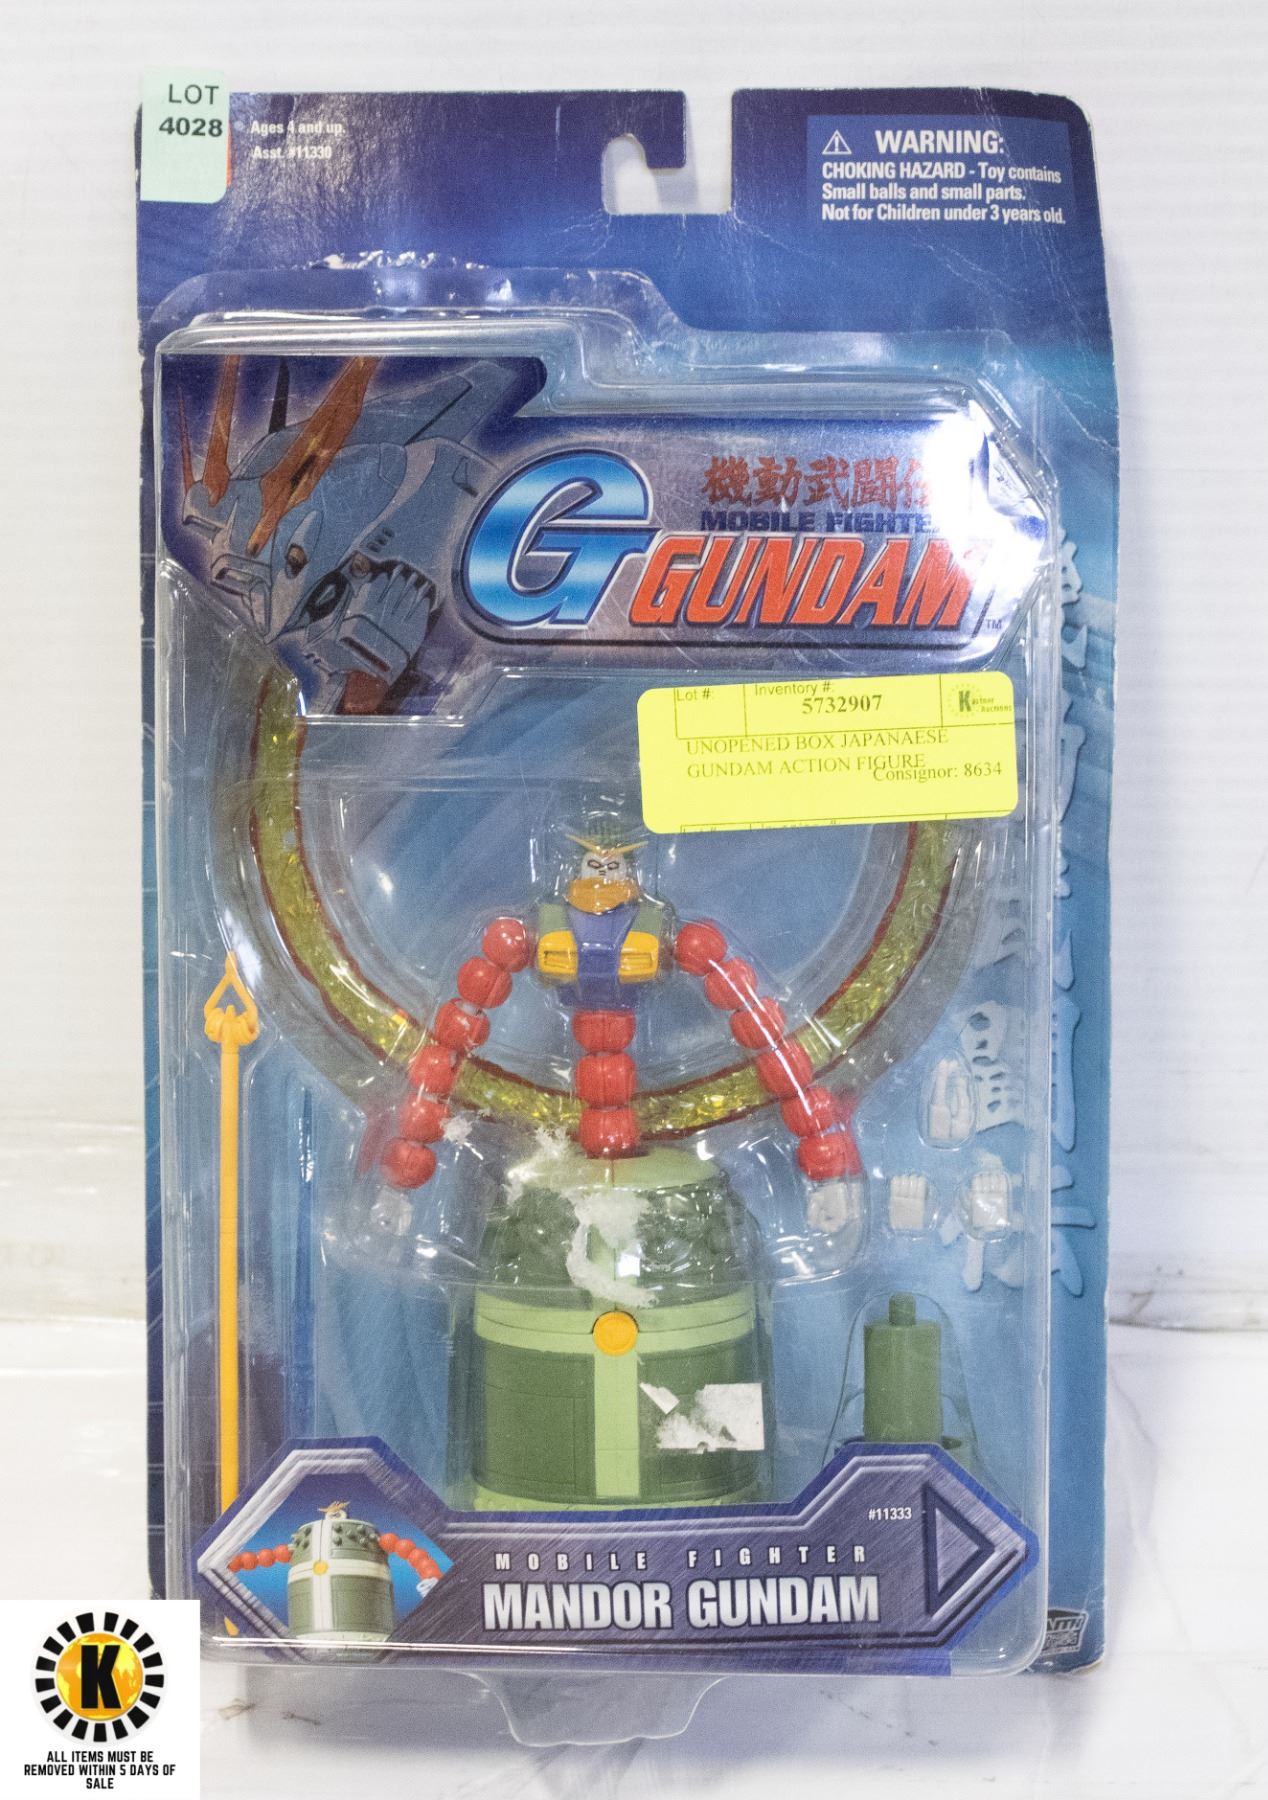 LOT
4028
Ages 4 and up.
Asst. #11330
WARNING:
CHOKING HAZARD - Toy contains
Small balls and small parts.
Not for Children under 3 years old.
機動武闘伝
MOBILE FIGHTER
G GUNDAM
TM
Lot #:
Inventory #:
5732907
Kastner
Auctions
UNOPENED BOX JAPANAESE
GUNDAM ACTION FIGURE
Consignor: 8634
#11333
MOBILE FIGHTER
MANDOR GUNDAM
K
ALL ITEMS MUST BE
REMOVED WITHIN 5 DAYS OF
SALE